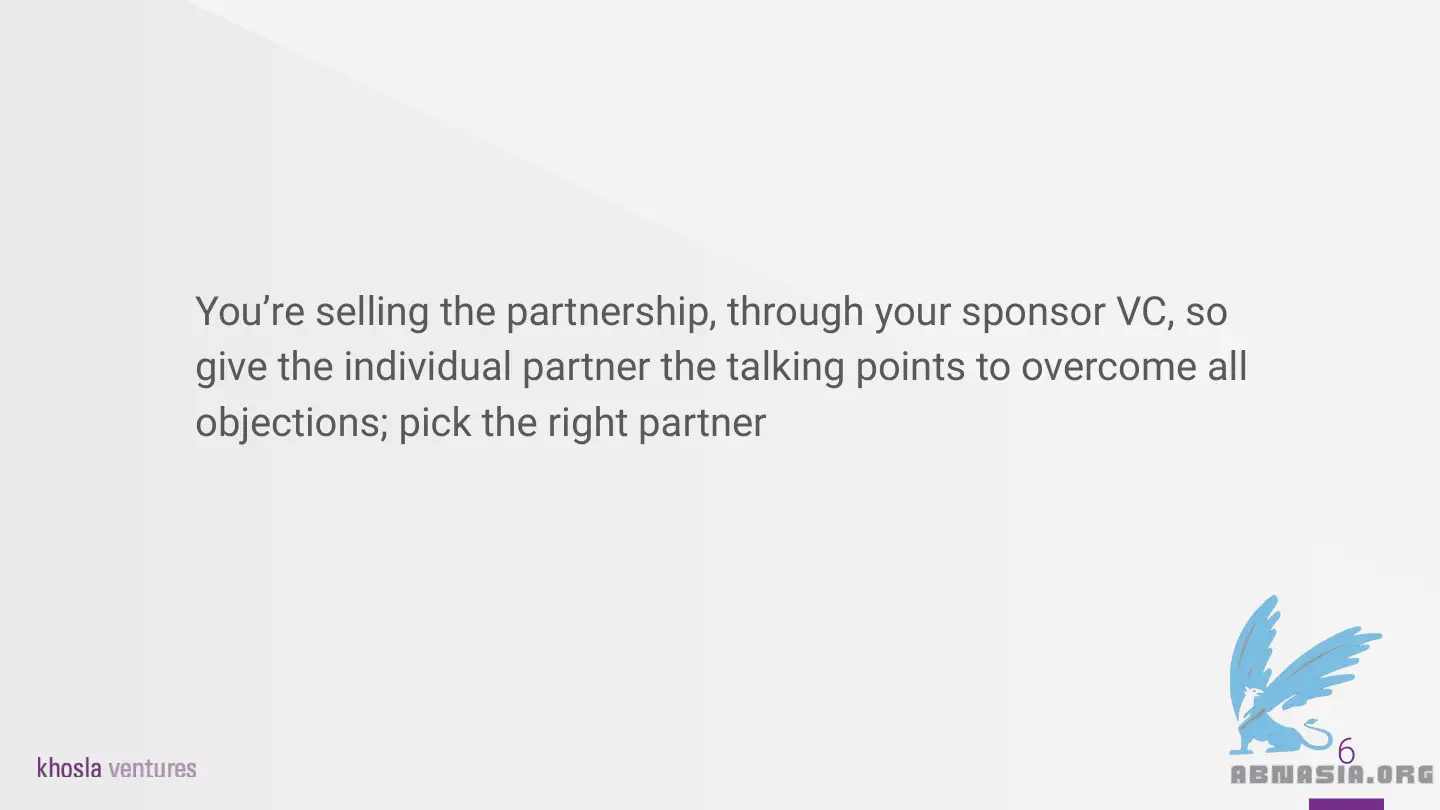 You’re selling the partnership, through your sponsor VC, so
give the individual partner the talking points to overcome all
objections; pick the right partner
khosla ventures
6
ABNASIA.ORG